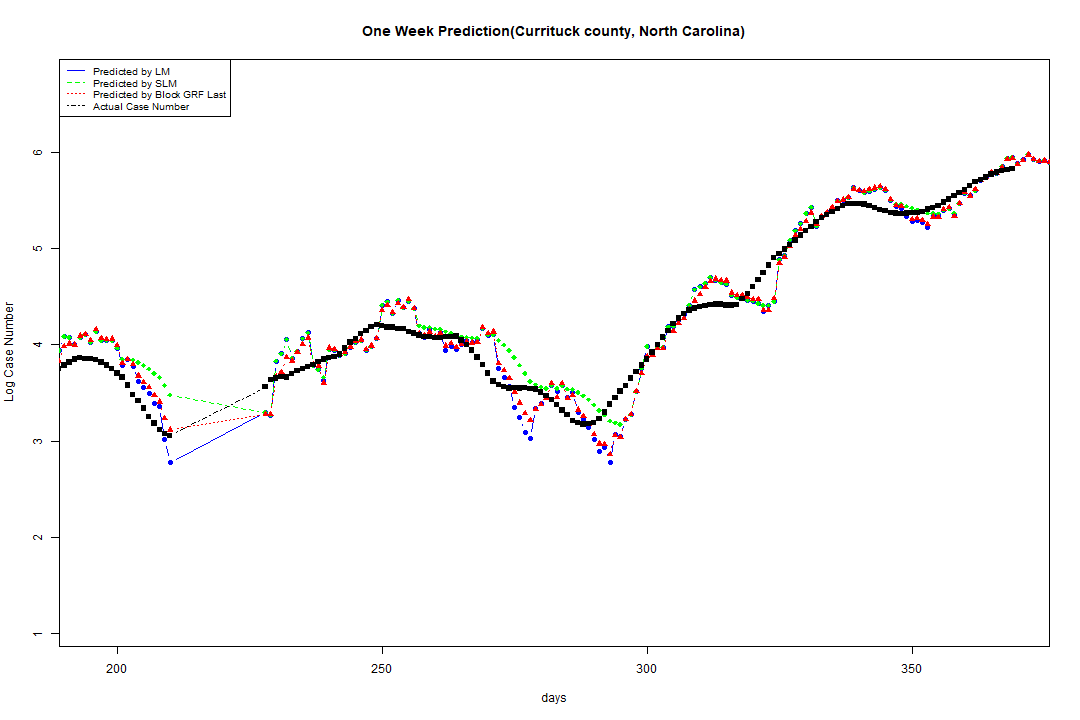 One Week Prediction(Currituck county, North Carolina)
Predicted by LM
Predicted by SLM
Predicted by Block GRF Last
Actual Case Number
Log Case Number
6
5
4
3
2
1
200
250
300
350
days